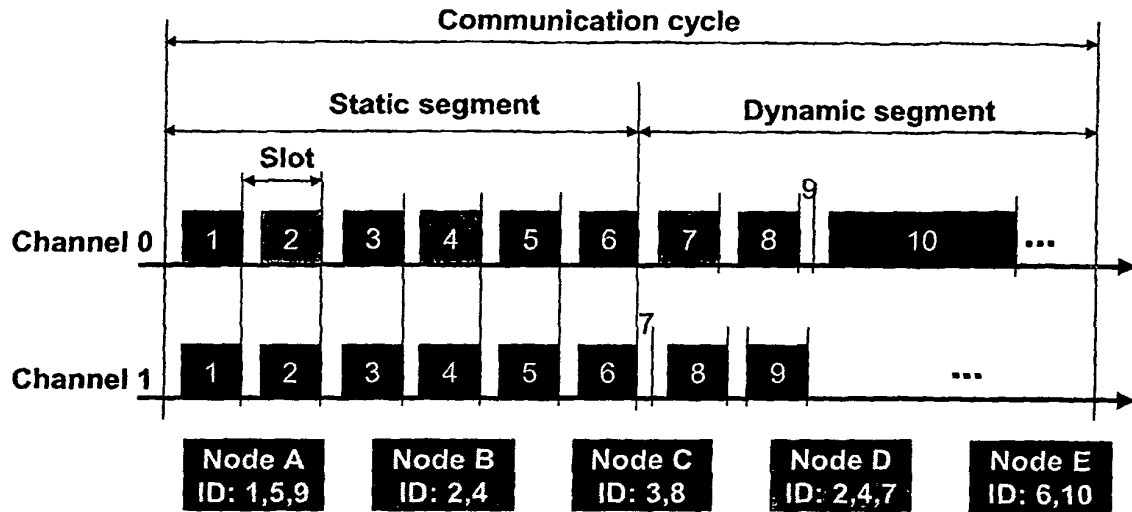 Communication cycle
Static segment
Dynamic segment
Slot
9
Channel 0
1 2 3 4 5 6 7 8 10 ...
7
Channel 1
1 2 3 4 5 6 8 9 ...
Node A
ID: 1,5,9
Node B
ID: 2,4
Node C
ID: 3,8
Node D
ID: 2,4,7
Node E
ID: 6,10